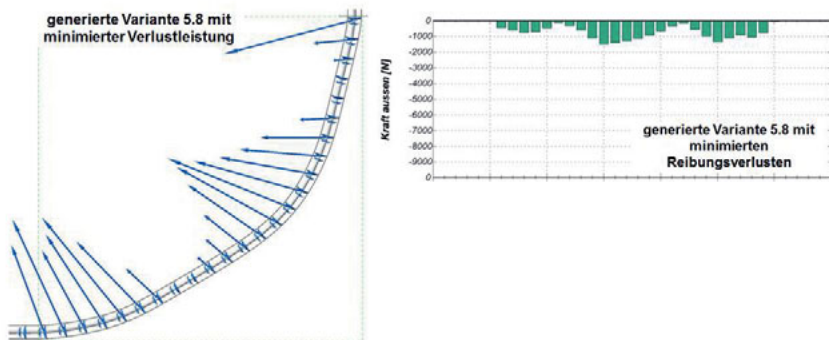 generierte Variante 5.8 mit
minimierter Verlustleistung
Kraft aussen [N]
0
-1000
-2000
-3000
-4000
-5000
-6000
-7000
-8000
-9000
0
generierte Variante 5.8 mit
minimierten
Reibungsverlusten